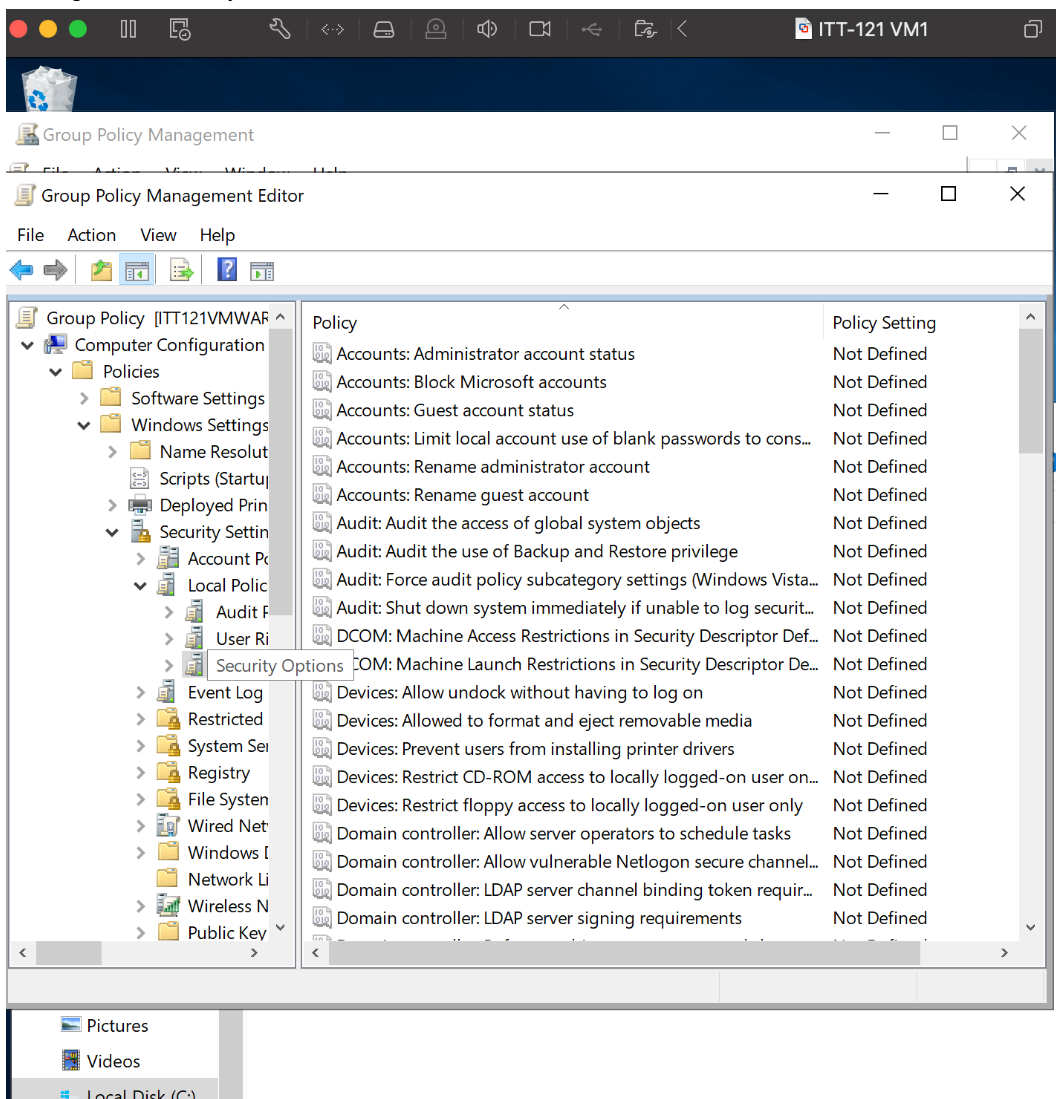 ITT-121 VM1
Group Policy Management
File Action View Window Help
Group Policy Management Editor
File Action View Help
Group Policy [ITT121VMWAR
Computer Configuration
Policies
Software Settings
Windows Settings
Name Resolut
Scripts (Startu
Deployed Prin
Security Settin
Account Po
Local Polic
Audit P
User Ri
Security Options
Event Log
Restricted
System Ser
Registry
File System
Wired Net
Windows D
Network Li
Wireless N
Public Key
Policy Policy Setting
Accounts: Administrator account status Not Defined
Accounts: Block Microsoft accounts Not Defined
Accounts: Guest account status Not Defined
Accounts: Limit local account use of blank passwords to cons... Not Defined
Accounts: Rename administrator account Not Defined
Accounts: Rename guest account Not Defined
Audit: Audit the access of global system objects Not Defined
Audit: Audit the use of Backup and Restore privilege Not Defined
Audit: Force audit policy subcategory settings (Windows Vista... Not Defined
Audit: Shut down system immediately if unable to log securit... Not Defined
DCOM: Machine Access Restrictions in Security Descriptor Def... Not Defined
COM: Machine Launch Restrictions in Security Descriptor De... Not Defined
Devices: Allow undock without having to log on Not Defined
Devices: Allowed to format and eject removable media Not Defined
Devices: Prevent users from installing printer drivers Not Defined
Devices: Restrict CD-ROM access to locally logged-on user on... Not Defined
Devices: Restrict floppy access to locally logged-on user only Not Defined
Domain controller: Allow server operators to schedule tasks Not Defined
Domain controller: Allow vulnerable Netlogon secure channel... Not Defined
Domain controller: LDAP server channel binding token requir... Not Defined
Domain controller: LDAP server signing requirements Not Defined
Pictures
Videos
Local Disk (C:)